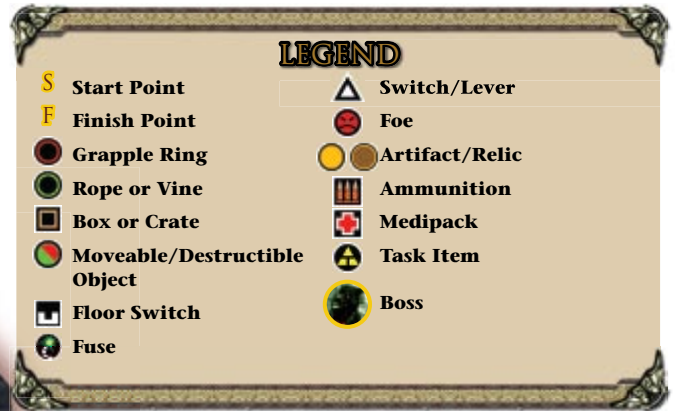 LEGEND
S Start Point
F Finish Point
Grapple Ring
Rope or Vine
Box or Crate
Moveable/Destructible
Object
Floor Switch
Fuse
Switch/Lever
Foe
Artifact/Relic
Ammunition
Medipack
Task Item
Boss